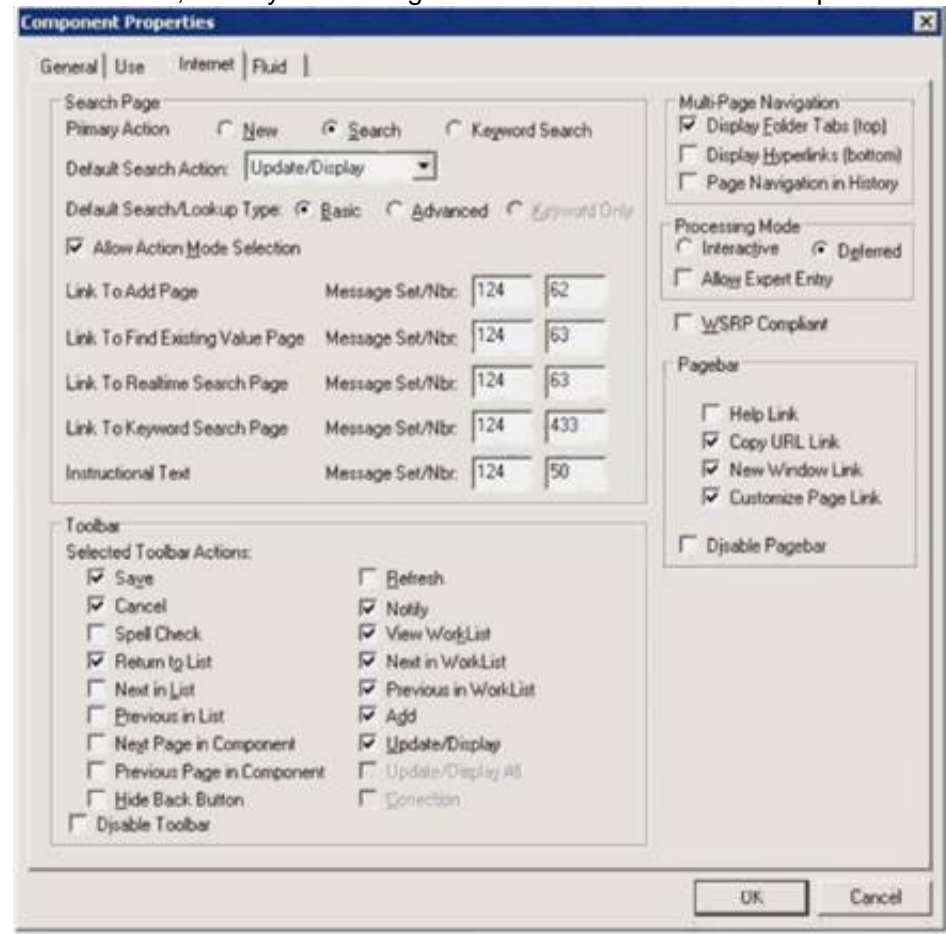 Component Properties
General Use Internet Fluid
Search Page
Primary Action New Search Keyword Search
Default Search Action: Update/Display
Default Search/Lookup Type: Basic Advanced Keyword Only
Allow Action Mode Selection
Link To Add Page Message Set/Nbr: 124 62
Link To Find Existing Value Page Message Set/Nbr: 124 63
Link To Realtime Search Page Message Set/Nbr: 124 63
Link To Keyword Search Page Message Set/Nbr: 124 433
Instructional Text Message Set/Nbr: 124 50
Toolbar
Selected Toolbar Actions:
Save
Cancel
Spell Check
Return to List
Next in List
Previous in List
Next Page in Component
Previous Page in Component
Hide Back Button
Disable Toolbar
Refresh
Notify
View WorkList
Next in WorkList
Previous in WorkList
Add
Update/Display
Update/Display All
Correction
Multi-Page Navigation
Display Folder Tabs (top)
Display Hyperlinks (bottom)
Page Navigation in History
Processing Mode
Interactive Deferred
Allow Expert Entry
WSRP Compliant
Pagebar
Help Link
Copy URL Link
New Window Link
Customize Page Link
Disable Pagebar
OK Cancel